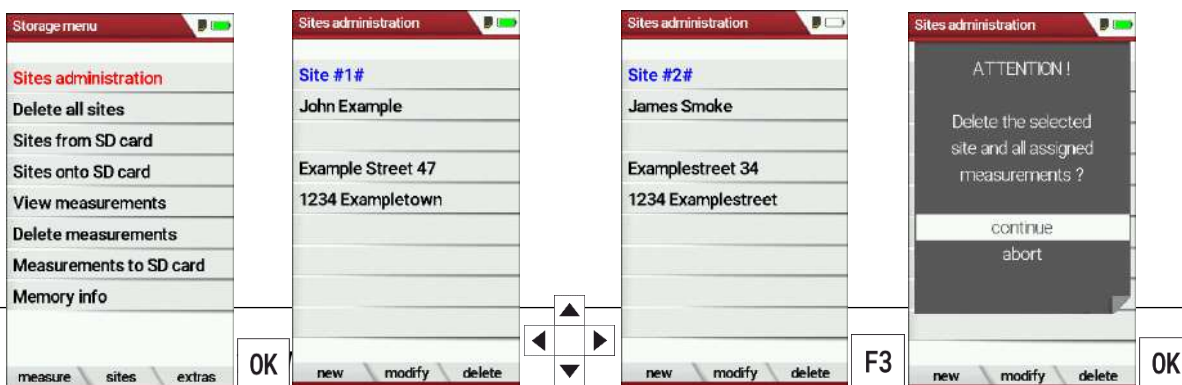 Storage menu
Sites administration
Delete all sites
Sites from SD card
Sites onto SD card
View measurements
Delete measurements
Measurements to SD card
Memory info
measure sites extras
OK
Sites administration
Site #1#
John Example
Example Street 47
1234 Exampletown
new modify delete
Sites administration
Site #2#
James Smoke
Examplestreet 34
1234 Examplestreet
new modify delete
F3
Sites administration
ATTENTION !
Delete the selected
site and all assigned
measurements ?
continue
abort
new modify delete
OK